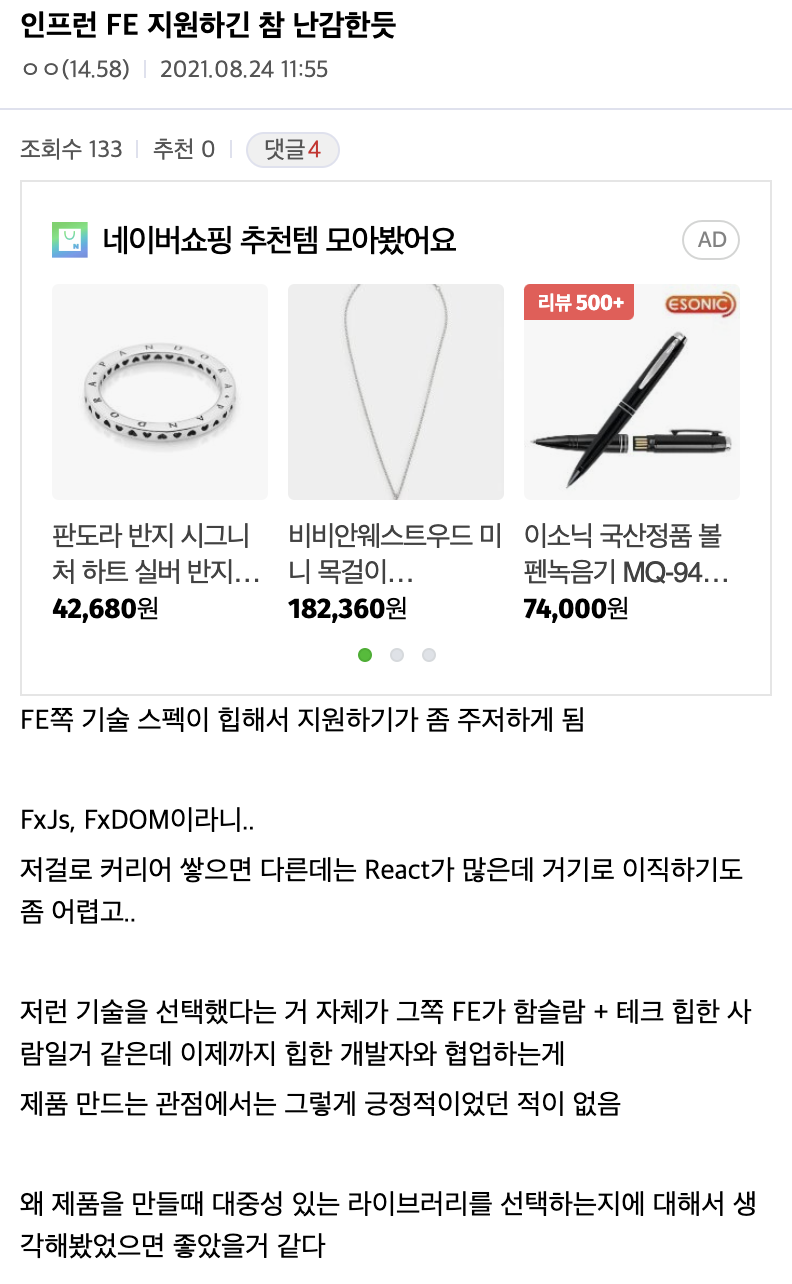 인프런 FE 지원하긴 참 난감한듯
ㅇㅇ(14.58) 2021.08.24 11:55
조회수 133 추천 0 댓글4
네이버쇼핑 추천템 모아봤어요 AD
리뷰 500+ ESONIC
PANDORA PANDORA
판도라 반지 시그니 비비안웨스트우드 미 이소닉 국산정품 볼
처 하트 실버 반지… 니 목걸이… 펜녹음기 MQ-94…
42,680원 182,360원 74,000원
FE쪽 기술 스펙이 힙해서 지원하기가 좀 주저하게 됨
FxJs, FxDOM이라니..
저걸로 커리어 쌓으면 다른데는 React가 많은데 거기로 이직하기도
좀 어렵고..
저런 기술을 선택했다는 거 자체가 그쪽 FE가 함슬람 + 테크 힙한 사
람일거 같은데 이제까지 힙한 개발자와 협업하는게
제품 만드는 관점에서는 그렇게 긍정적이었던 적이 없음
왜 제품을 만들때 대중성 있는 라이브러리를 선택하는지에 대해서 생
각해봤었으면 좋았을거 같다